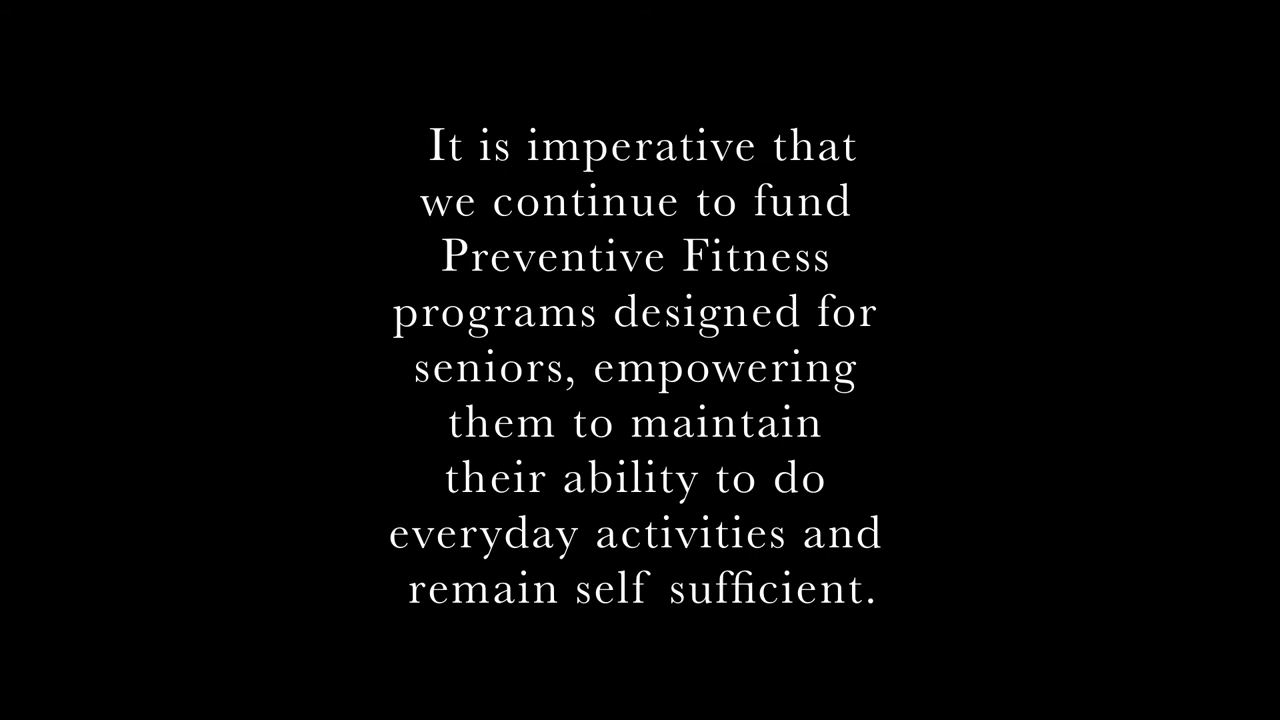 It is imperative that
we continue to fund
Preventive Fitness
programs designed for
seniors, empowering
them to maintain
their ability to do
everyday activities and
remain self sufficient.